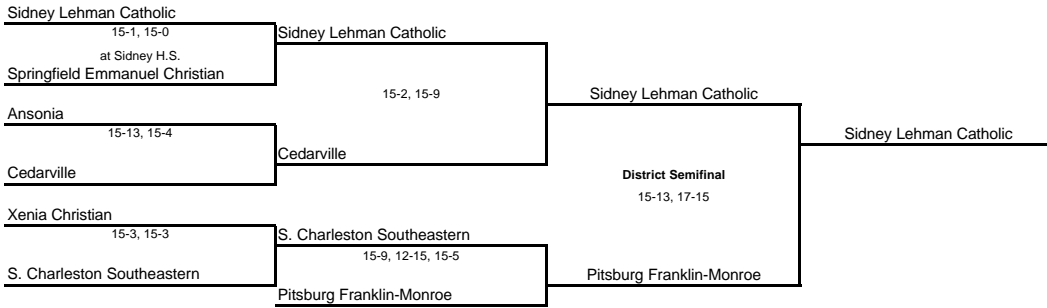 Sidney Lehman Catholic
15-1, 15-0
at Sidney H.S.
Springfield Emmanuel Christian
Sidney Lehman Catholic
15-2, 15-9
Ansonia
15-13, 15-4
Cedarville
Cedarville
Sidney Lehman Catholic
District Semifinal
15-13, 17-15
Sidney Lehman Catholic
Xenia Christian
15-3, 15-3
S. Charleston Southeastern
S. Charleston Southeastern
15-9, 12-15, 15-5
Pitsburg Franklin-Monroe
Pitsburg Franklin-Monroe